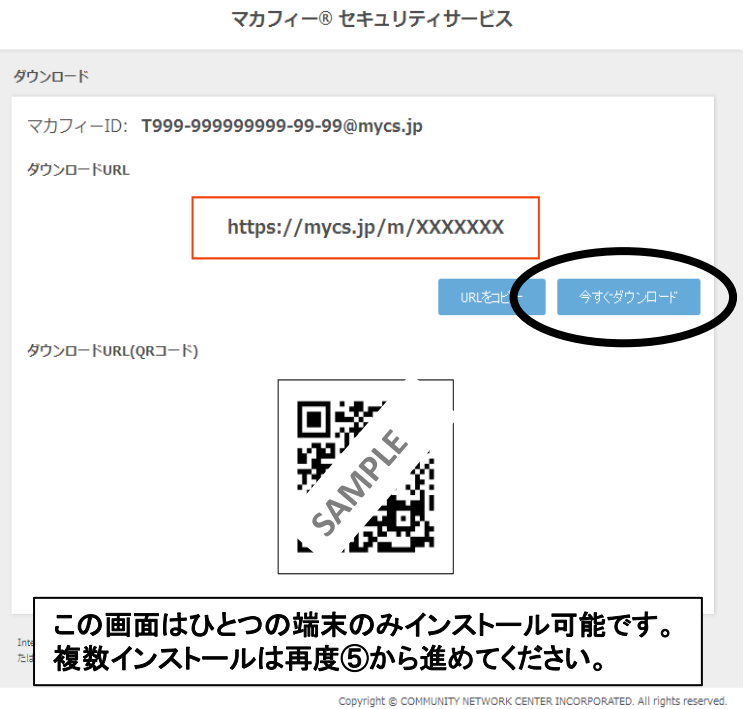 マカフィー® セキュリティサービス
ダウンロード
マカフィーID: T999-999999999-99-99@mycs.jp
ダウンロードURL
https://mycs.jp/m/XXXXXXX
URLをコピー
今すぐダウンロード
ダウンロードURL(QRコード)
SAMPLE
この画面はひとつの端末のみインストール可能です。
複数インストールは再度⑤から進めてください。
Copyright © COMMUNITY NETWORK CENTER INCORPORATED. All rights reserved.